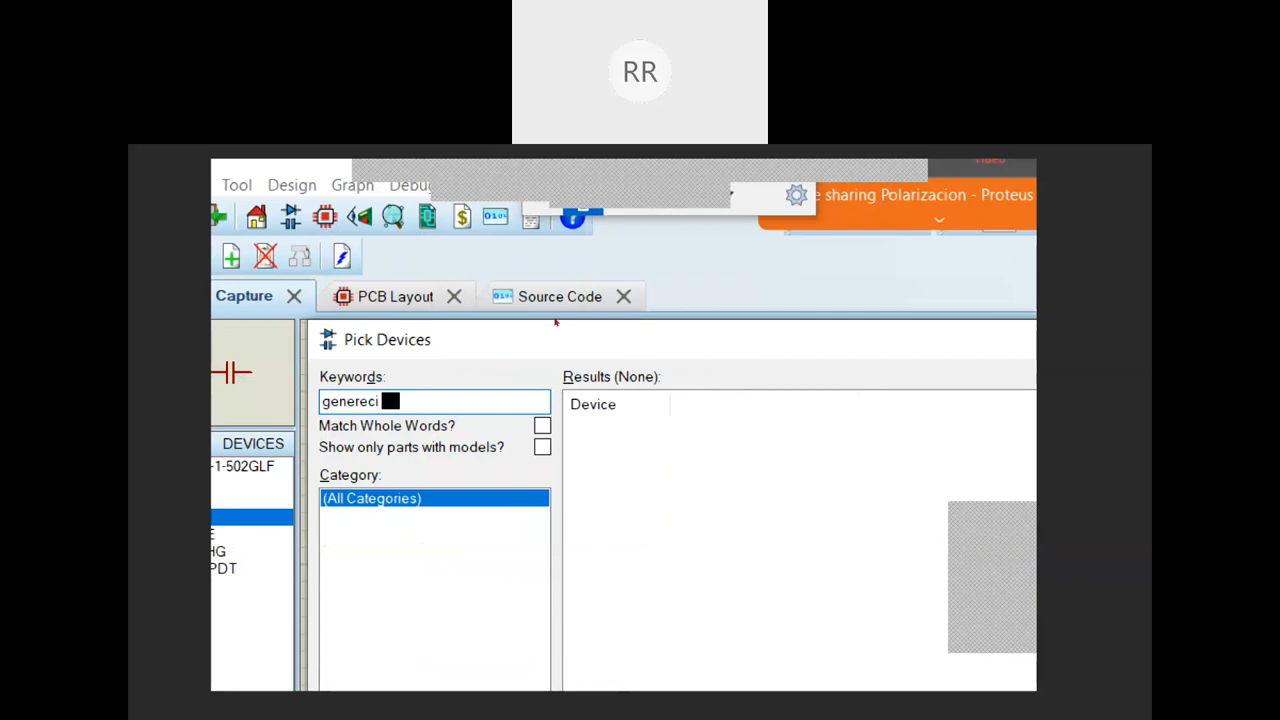 RR
Tool Design Graph
sharing Polarizacion - Proteus
Capture PCB Layout Source Code
Pick Devices
Keywords:
genereci
Match Whole Words?
Show only parts with models?
Category:
(All Categories)
Results (None):
Device
DEVICES
-1-502GLF
E
HG
PDT